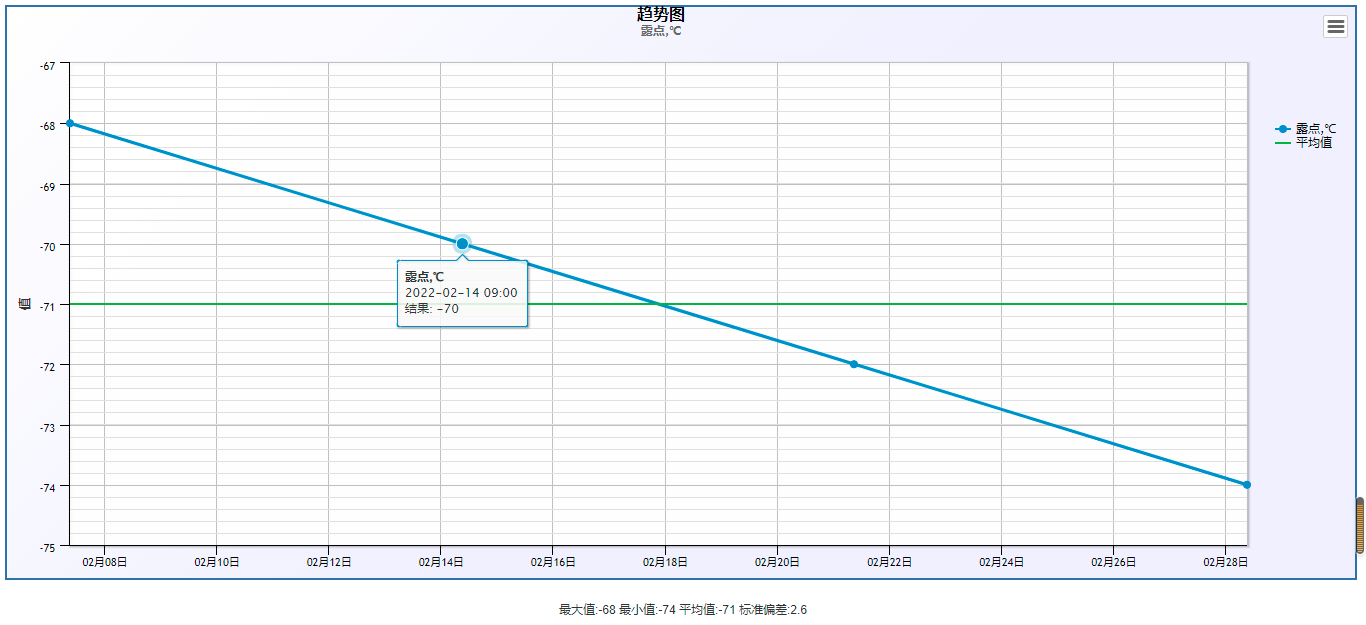 趋势图
露点,℃
-67
-68
-69
-70
-71
-72
-73
-74
-75
值
露点,℃
2022-02-14 09:00
结果: -70
露点,℃
平均值
02月08日 02月10日 02月12日 02月14日 02月16日 02月18日 02月20日 02月22日 02月24日 02月26日 02月28日
最大值:-68 最小值:-74 平均值:-71 标准偏差:2.6